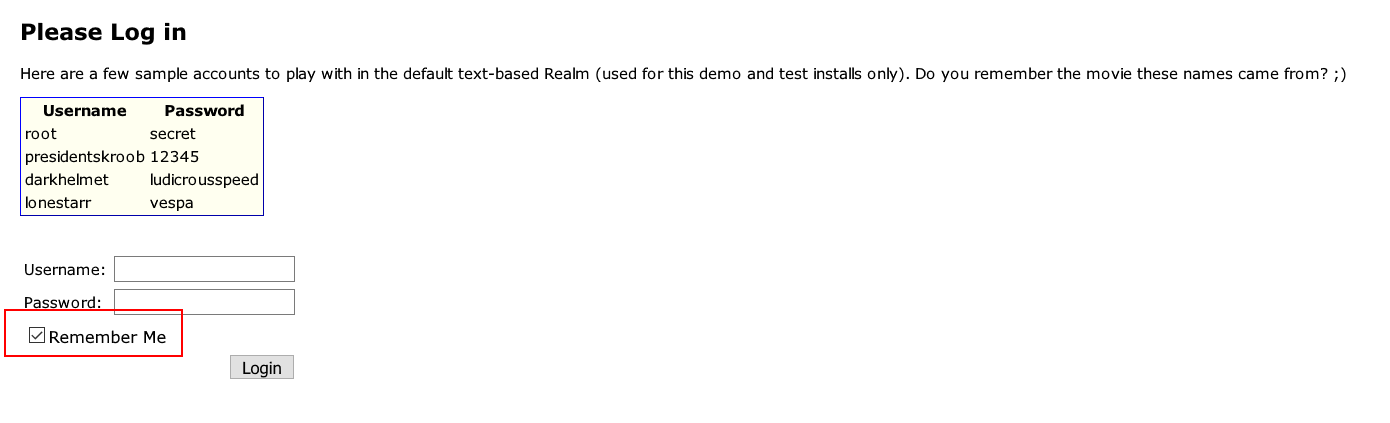 Please Log in
Here are a few sample accounts to play with in the default text-based Realm (used for this demo and test installs only). Do you remember the movie these names came from? ;)
Username Password
root secret
presidentskroob 12345
darkhelmet ludicrousspeed
lonestarr vespa
Username:
Password:
Remember Me
Login